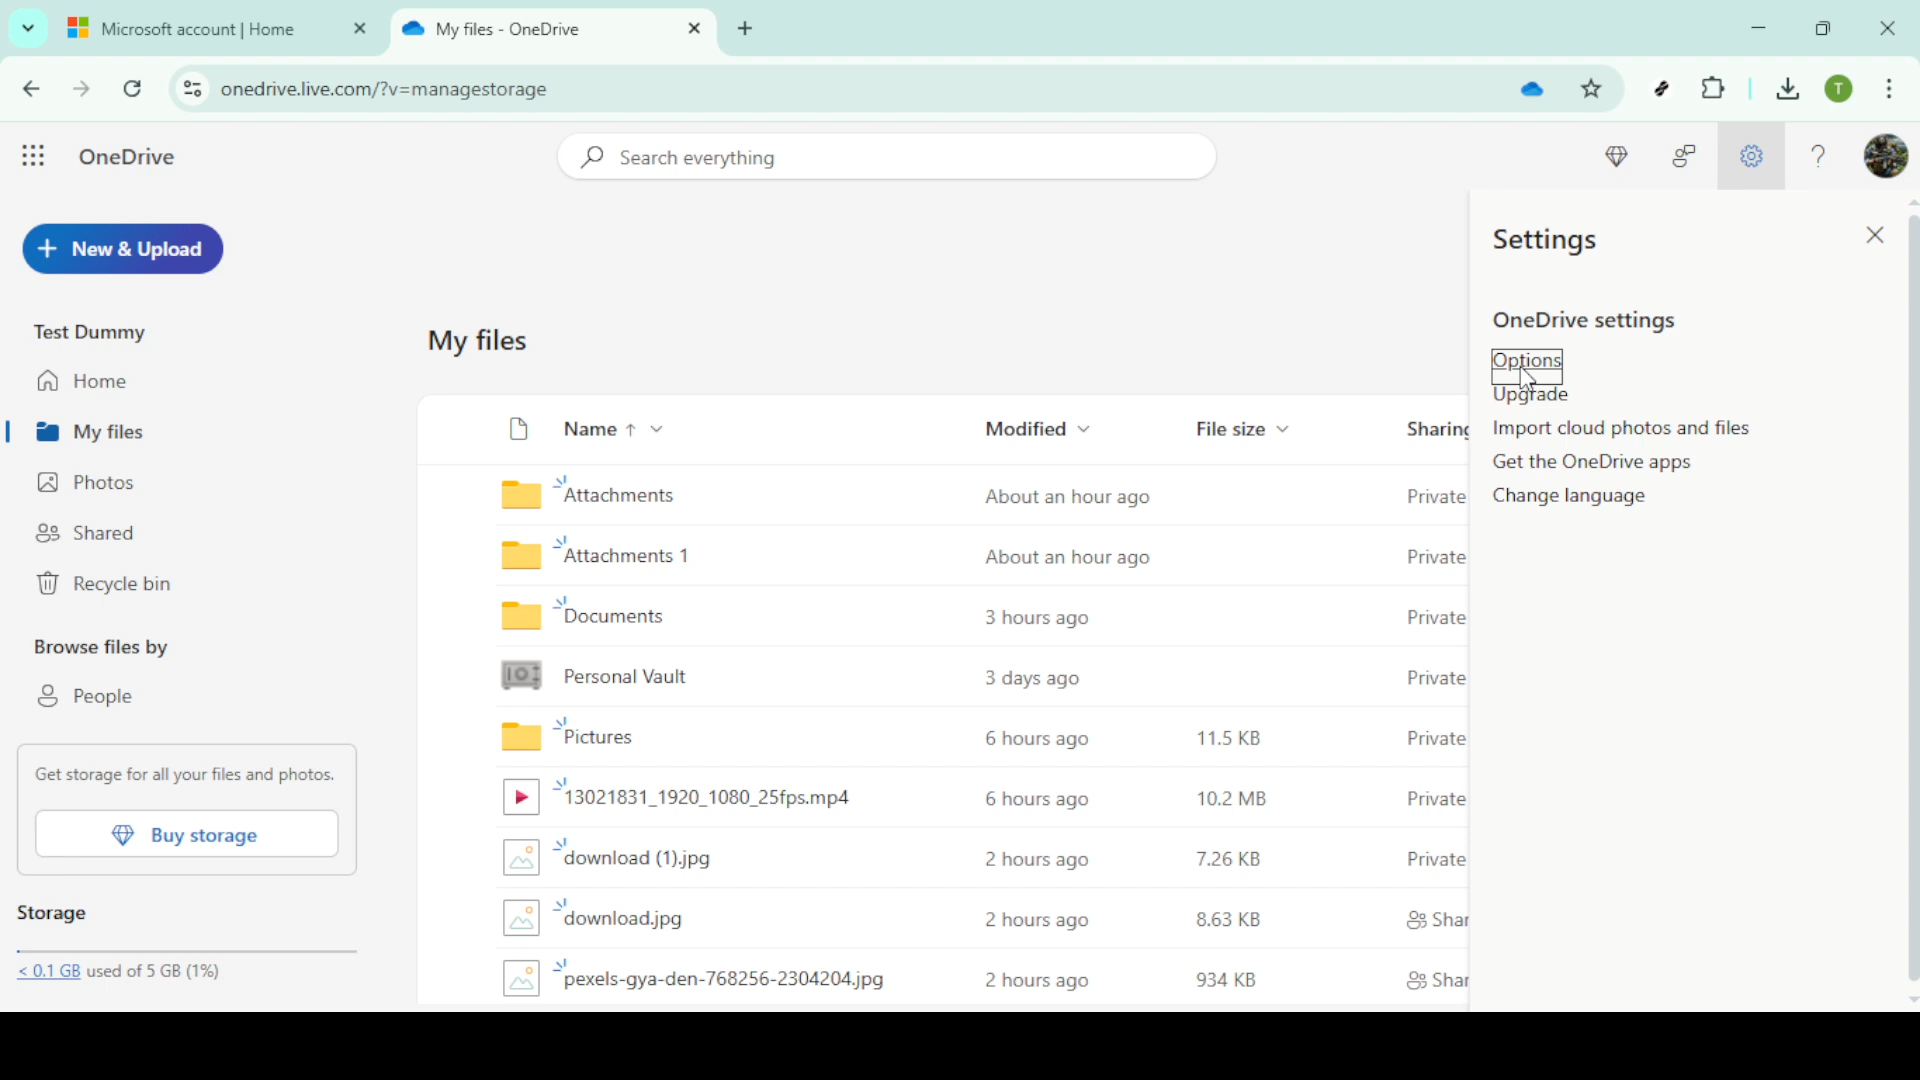 Microsoft account | Home
My files - OneDrive
onedrive.live.com/?v=managestorage
T
OneDrive
Search everything
New & Upload
Settings
Test Dummy
OneDrive settings
Home
My files
Options
Upgrade
My files
Name
Modified
File size
Sharing
Import cloud photos and files
Get the OneDrive apps
Photos
Attachments
About an hour ago
Private
Change language
Shared
Attachments 1
About an hour ago
Private
Recycle bin
Documents
3 hours ago
Private
Browse files by
Personal Vault
3 days ago
Private
People
Pictures
6 hours ago
11.5 KB
Private
Get storage for all your files and photos.
13021831_1920_1080_25fps.mp4
6 hours ago
10.2 MB
Private
Buy storage
download (1).jpg
2 hours ago
7.26 KB
Private
Storage
download.jpg
2 hours ago
8.63 KB
Shar
< 0.1 GB used of 5 GB (1%)
pexels-gya-den-768256-2304204.jpg
2 hours ago
934 KB
Shar